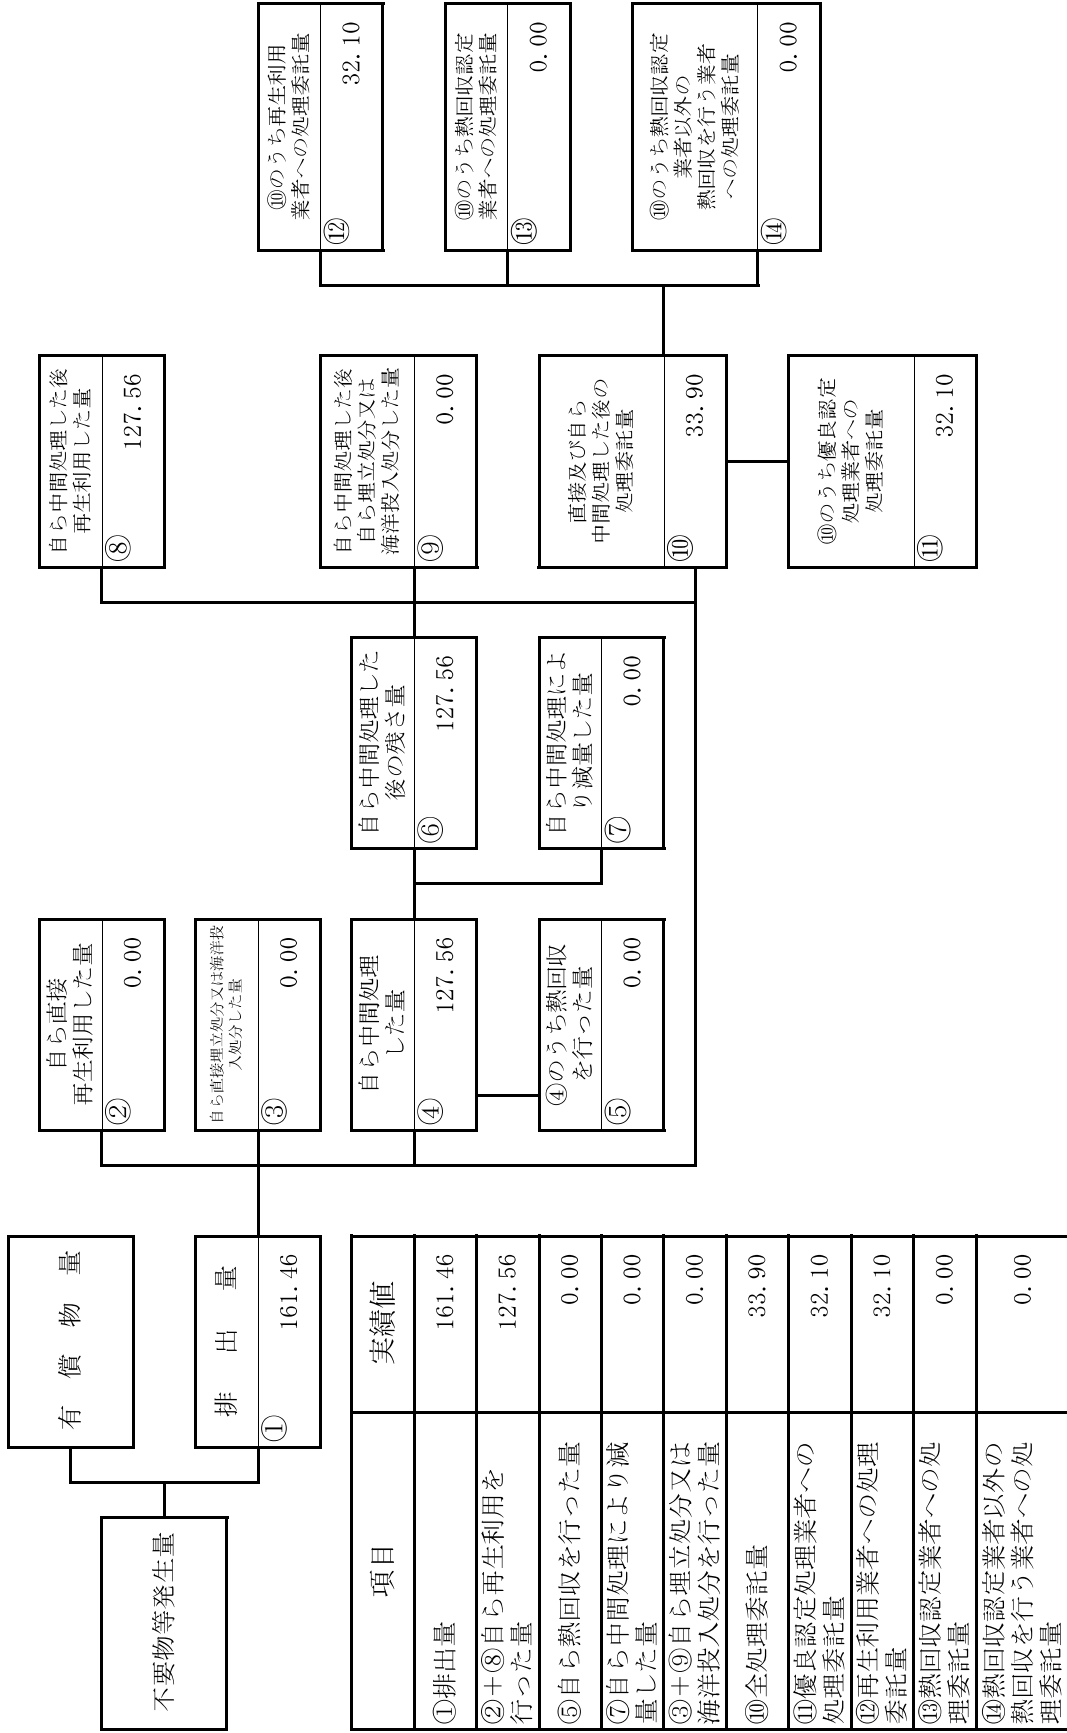 不要物等発生量
有償物量
排出量
① 161.46
自ら直接
再生利用した量
② 0.00
自ら直接埋立処分又は海洋投
入処分した量
③ 0.00
自ら中間処理
した量
④ 127.56
④のうち熱回収
を行った量
⑤ 0.00
自ら中間処理した
後の残さ量
⑥ 127.56
自ら中間処理によ
り減量した量
⑦ 0.00
自ら中間処理した後
再生利用した量
⑧ 127.56
自ら中間処理した後
自ら埋立処分又は
海洋投入処分した量
⑨ 0.00
直接及び自ら
中間処理した後の
処理委託量
⑩ 33.90
⑩のうち優良認定
処理業者への
処理委託量
⑪ 32.10
⑩のうち再生利用
業者への処理委託量
⑫ 32.10
⑩のうち熱回収認定
業者への処理委託量
⑬ 0.00
⑩のうち熱回収認定
業者以外の
熱回収を行う業者
への処理委託量
⑭ 0.00
項目 実績値
①排出量 161.46
②+⑧自ら再生利用を
行った量 127.56
⑤自ら熱回収を行った量 0.00
⑦自ら中間処理により減
量した量 0.00
③+⑨自ら埋立処分又は
海洋投入処分を行った量 0.00
⑩全処理委託量 33.90
⑪優良認定処理業者への
処理委託量 32.10
⑫再生利用業者への処理
委託量 32.10
⑬熱回収認定業者への処
理委託量 0.00
⑭熱回収認定業者以外の
熱回収を行う業者への処
理委託量 0.00